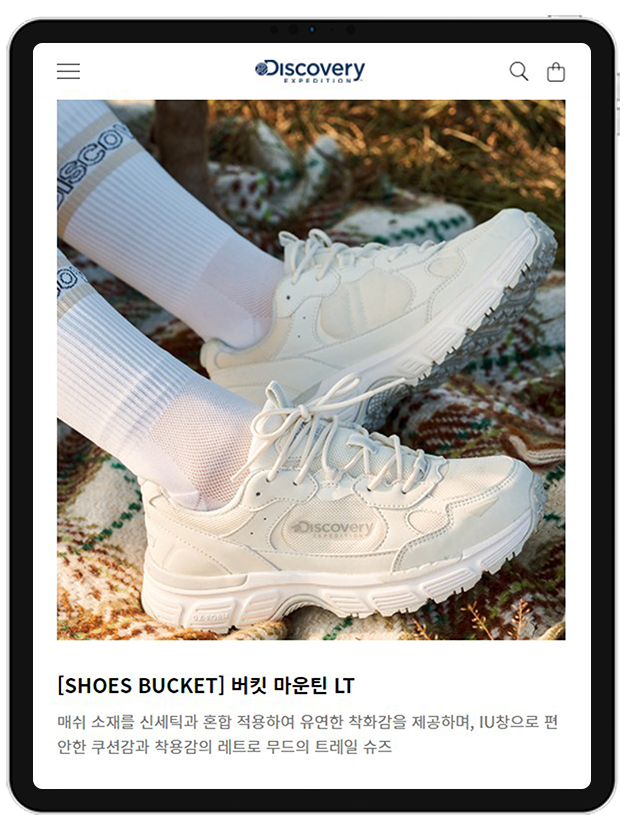 Discovery
EXPEDITION
DISCOV
Discovery
EXPEDITION
[SHOES BUCKET] 버킷 마운틴 LT
매쉬 소재를 신세틱과 혼합 적용하여 유연한 착화감을 제공하며, IU창으로 편
안한 쿠션감과 착용감의 레트로 무드의 트레일 슈즈